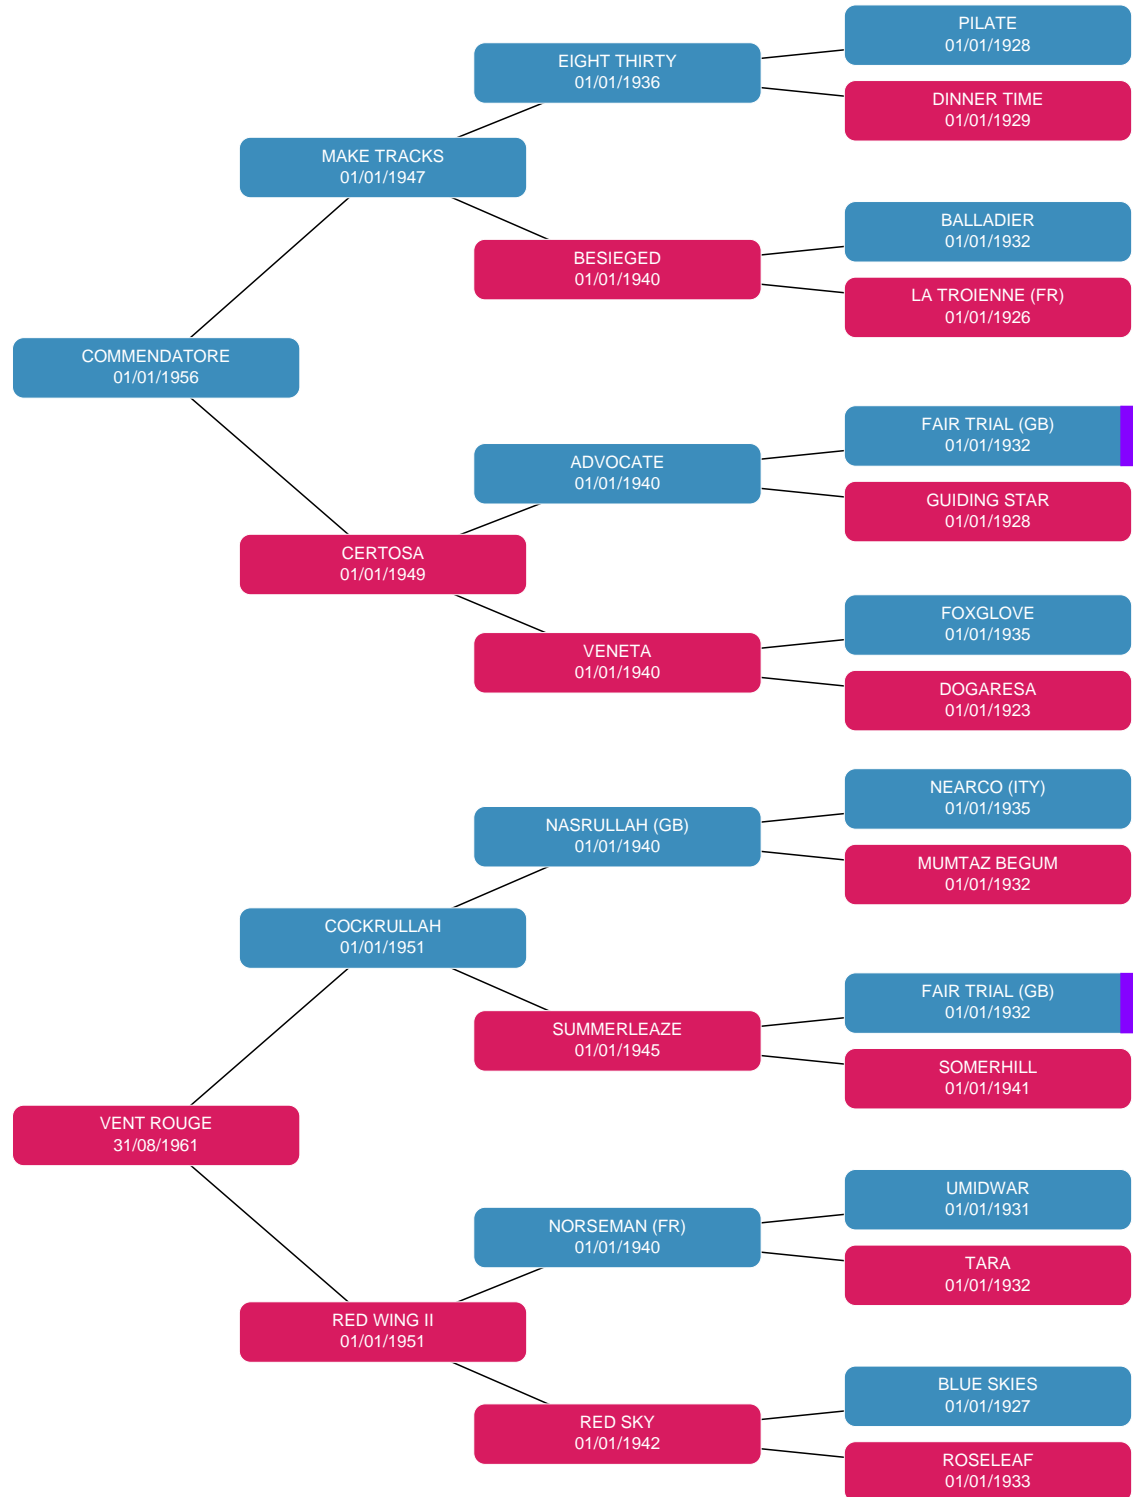 PILATE
01/01/1928
EIGHT THIRTY
01/01/1936
DINNER TIME
01/01/1929
MAKE TRACKS
01/01/1947
BALLADIER
01/01/1932
BESIEGED
01/01/1940
LA TROIENNE (FR)
01/01/1926
COMMENDATORE
01/01/1956
FAIR TRIAL (GB)
01/01/1932
ADVOCATE
01/01/1940
GUIDING STAR
01/01/1928
CERTOSA
01/01/1949
FOXGLOVE
01/01/1935
VENETA
01/01/1940
DOGARESA
01/01/1923
NEARCO (ITY)
01/01/1935
NASRULLAH (GB)
01/01/1940
MUMTAZ BEGUM
01/01/1932
COCKRULLAH
01/01/1951
FAIR TRIAL (GB)
01/01/1932
SUMMERLEAZE
01/01/1945
SOMERHILL
01/01/1941
VENT ROUGE
31/08/1961
UMIDWAR
01/01/1931
NORSEMAN (FR)
01/01/1940
TARA
01/01/1932
RED WING II
01/01/1951
BLUE SKIES
01/01/1927
RED SKY
01/01/1942
ROSELEAF
01/01/1933